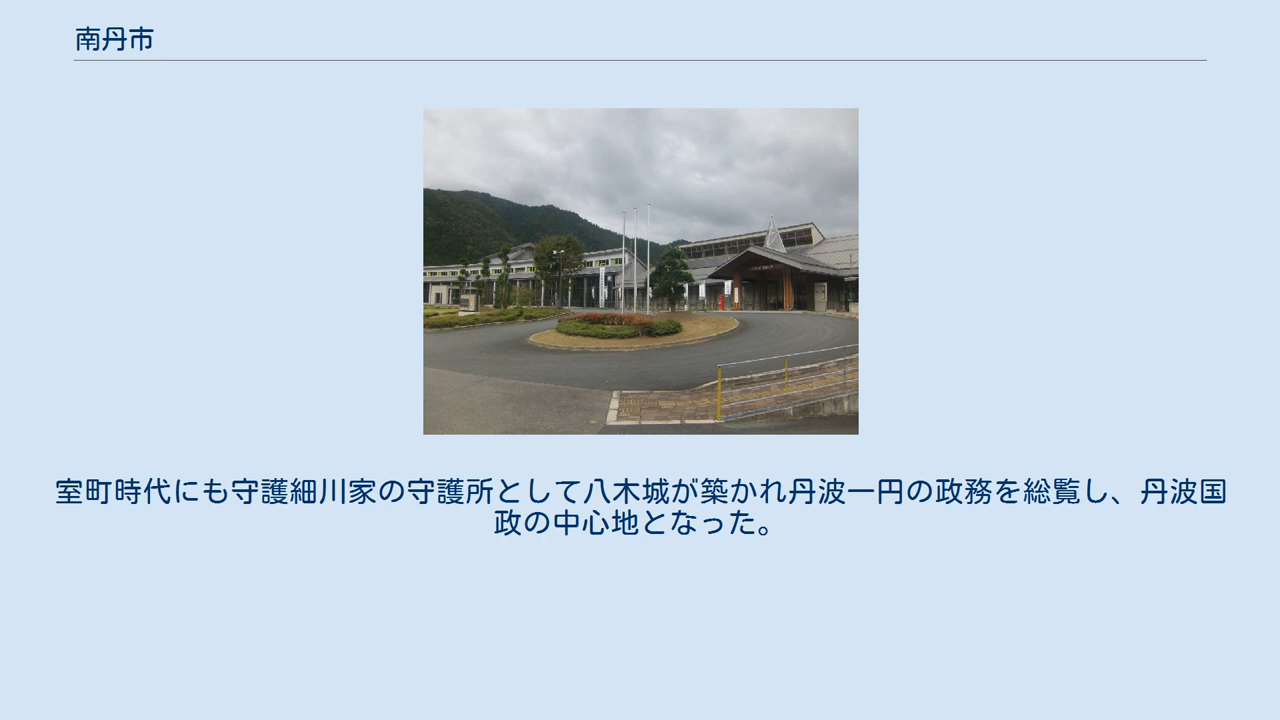 南丹市
室町時代にも守護細川家の守護所として八木城が築かれ丹波一円の政務を総覧し、丹波国
政の中心地となった。